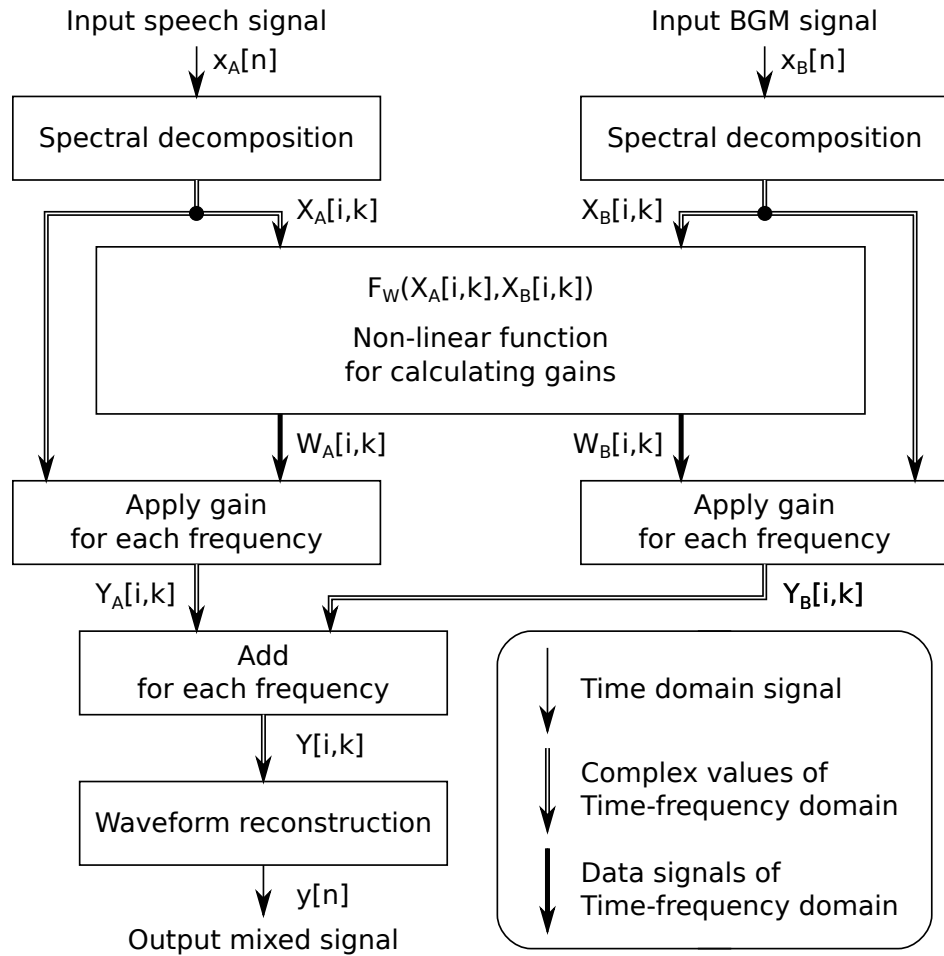 Input speech signal
Input BGM signal
x_A[n]
x_B[n]
Spectral decomposition
Spectral decomposition
X_A[i,k]
X_B[i,k]
F_W(X_A[i,k],X_B[i,k])
Non-linear function
for calculating gains
W_A[i,k]
W_B[i,k]
Apply gain
for each frequency
Apply gain
for each frequency
Y_A[i,k]
Y_B[i,k]
Add
for each frequency
Y[i,k]
Waveform reconstruction
y[n]
Output mixed signal
Time domain signal
Complex values of
Time-frequency domain
Data signals of
Time-frequency domain